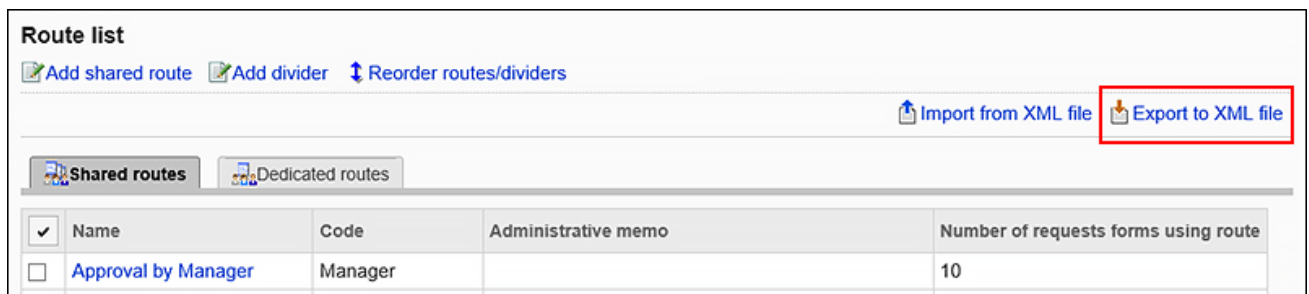 Route list
Add shared route Add divider Reorder routes/dividers
Import from XML file Export to XML file
Shared routes Dedicated routes
Name Code Administrative memo Number of requests forms using route
Approval by Manager Manager 10